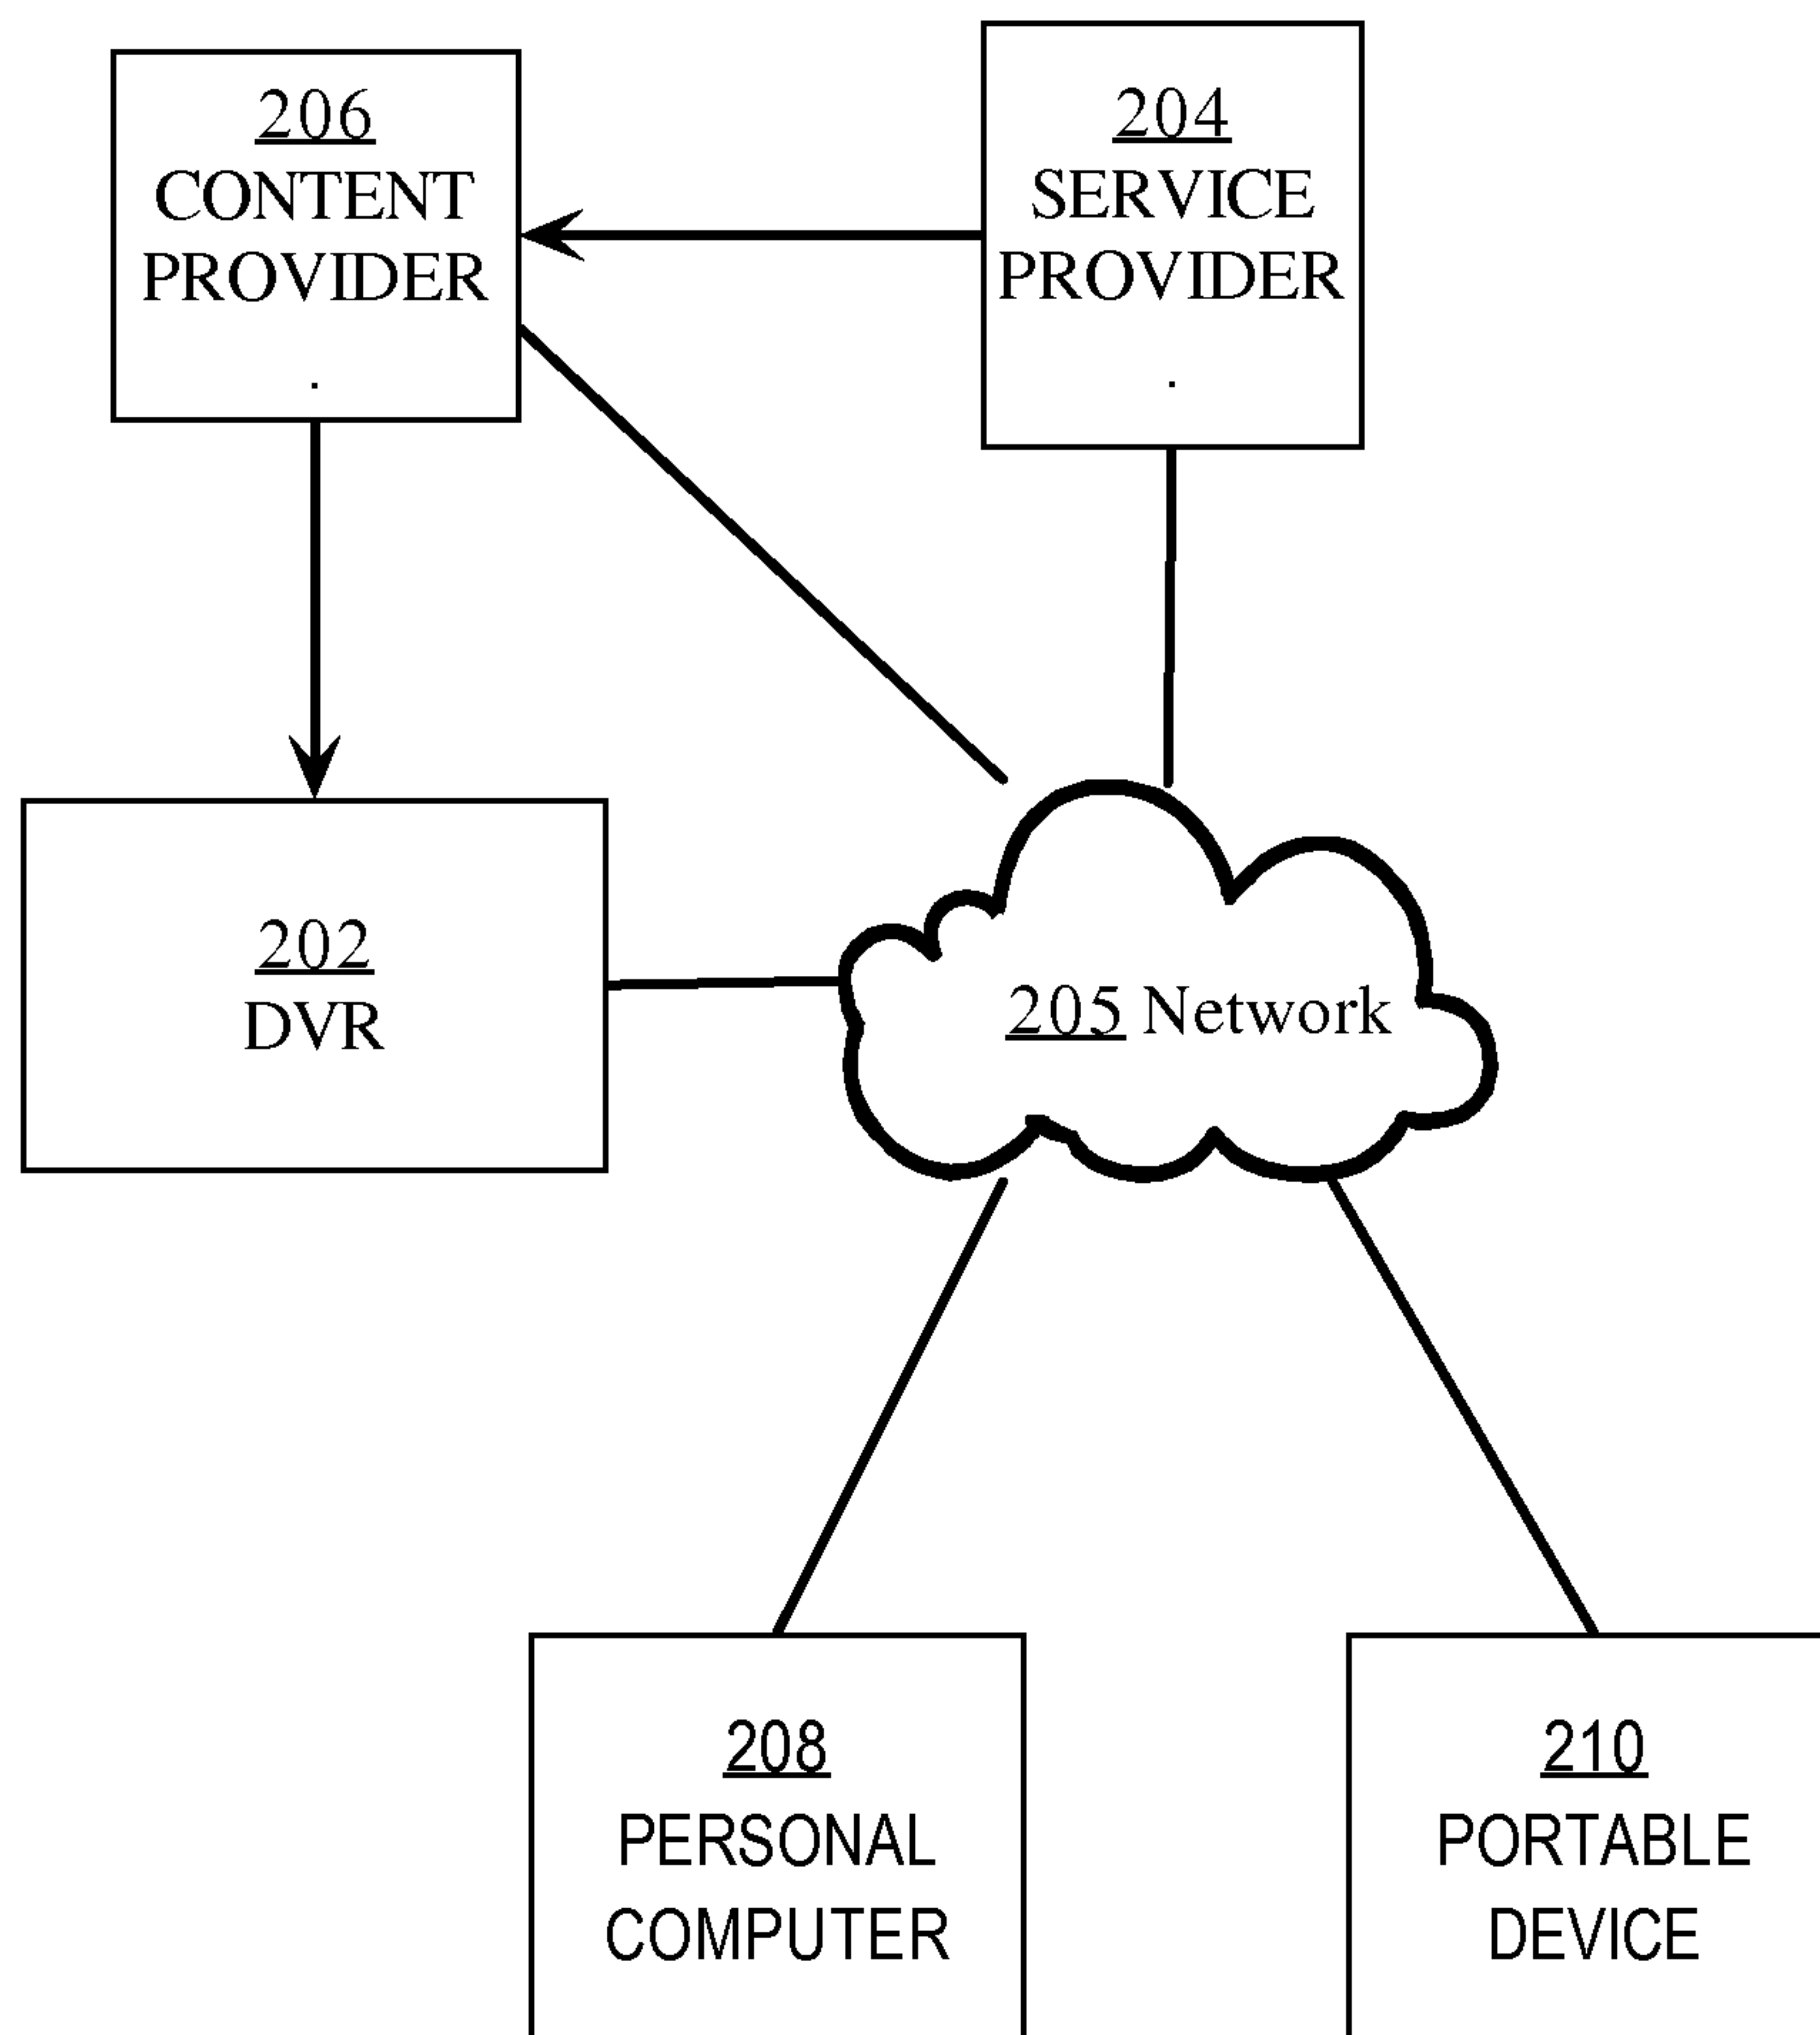 206
CONTENT
PROVIDER
.
204
SERVICE
PROVIDER
.
202
DVR
205 Network
208
PERSONAL
COMPUTER
210
PORTABLE
DEVICE